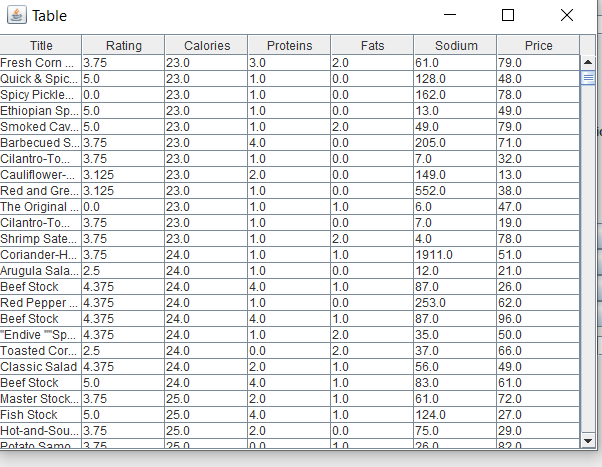 Table
Title Rating Calories Proteins Fats Sodium Price
Fresh Corn ... 3.75 23.0 3.0 2.0 61.0 79.0
Quick & Spic... 5.0 23.0 1.0 0.0 128.0 48.0
Spicy Pickle... 0.0 23.0 1.0 0.0 162.0 78.0
Ethiopian Sp... 5.0 23.0 1.0 0.0 13.0 49.0
Smoked Cav... 5.0 23.0 1.0 2.0 49.0 79.0
Barbecued S... 3.75 23.0 4.0 0.0 205.0 71.0
Cilantro-To... 3.75 23.0 1.0 0.0 7.0 32.0
Cauliflower-... 3.125 23.0 2.0 0.0 149.0 13.0
Red and Gre... 3.125 23.0 1.0 0.0 552.0 38.0
The Original ... 0.0 23.0 1.0 1.0 6.0 47.0
Cilantro-To... 3.75 23.0 1.0 0.0 7.0 19.0
Shrimp Sate... 3.75 23.0 1.0 2.0 4.0 78.0
Coriander-H... 3.75 24.0 1.0 1.0 1911.0 51.0
Arugula Sala... 2.5 24.0 1.0 0.0 12.0 21.0
Beef Stock 4.375 24.0 4.0 1.0 87.0 26.0
Red Pepper ... 4.375 24.0 1.0 0.0 253.0 62.0
Beef Stock 4.375 24.0 4.0 1.0 87.0 96.0
"Endive ""Sp... 4.375 24.0 1.0 2.0 35.0 50.0
Toasted Cor... 2.5 24.0 0.0 2.0 37.0 66.0
Classic Salad 4.375 24.0 2.0 1.0 56.0 49.0
Beef Stock 5.0 24.0 4.0 1.0 83.0 61.0
Master Stock... 3.75 25.0 2.0 1.0 61.0 72.0
Fish Stock 5.0 25.0 4.0 1.0 124.0 27.0
Hot-and-Sou... 3.75 25.0 2.0 0.0 75.0 29.0
Potato Samo... 3.75 25.0 0.0 1.0 26.0 82.0